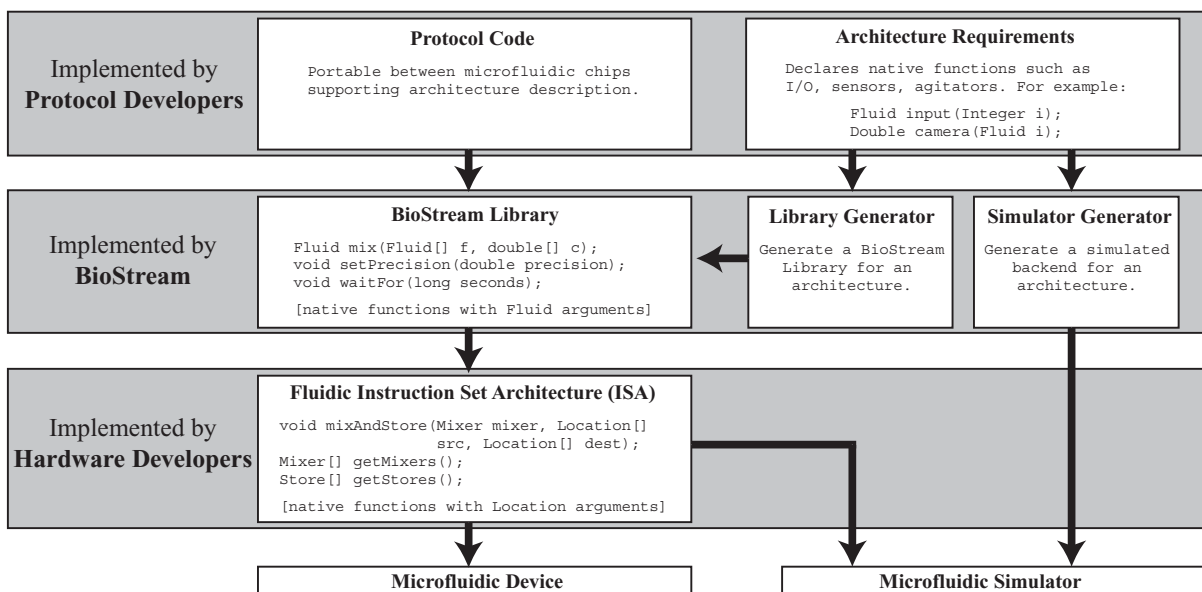 Implemented by
Protocol Developers
Protocol Code
Portable between microfluidic chips
supporting architecture description.
Architecture Requirements
Declares native functions such as
I/O, sensors, agitators. For example:
Fluid input(Integer i);
Double camera(Fluid i);
Implemented by
BioStream
BioStream Library
Fluid mix(Fluid[] f, double[] c);
void setPrecision(double precision);
void waitFor(long seconds);
[native functions with Fluid arguments]
Library Generator
Generate a BioStream
Library for an
architecture.
Simulator Generator
Generate a simulated
backend for an
architecture.
Implemented by
Hardware Developers
Fluidic Instruction Set Architecture (ISA)
void mixAndStore(Mixer mixer, Location[]
src, Location[] dest);
Mixer[] getMixers();
Store[] getStores();
[native functions with Location arguments]
Microfluidic Device
Microfluidic Simulator